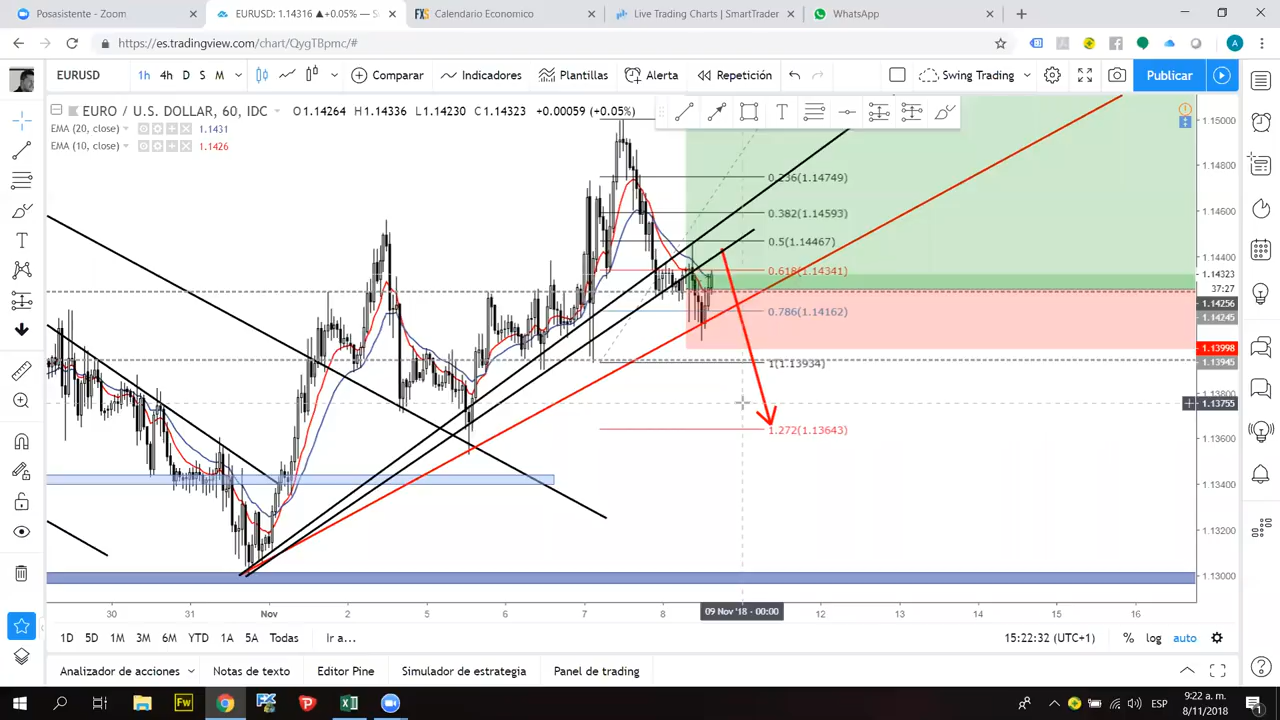 Posasistente - Zoom
EURUSD: 1.14316 ▲+0.05% — S
Calendario Economico
Live Trading Charts | SmartTrader
WhatsApp
https://es.tradingview.com/chart/QygTBpmc/#
EURUSD 1h 4h D S M Comparar Indicadores Plantillas Alerta Repetición Swing Trading Publicar
EURO / U.S. DOLLAR, 60, IDC O1.14264 H1.14336 L1.14230 C1.14323 +0.00059 (+0.05%)
EMA (20, close) 1.1431
EMA (10, close) 1.1426
0.236(1.14749)
0.382(1.14593)
0.5(1.14467)
0.618(1.14341)
0.786(1.14162)
1(1.13934)
1.272(1.13643)
1.15000
1.14800
1.14600
1.14400
1.14323
37:27
1.14256
1.14245
1.13998
1.13945
1.13800
1.13755
1.13600
1.13400
1.13200
1.13000
30 31 Nov 2 5 6 7 8 09 Nov '18 - 00:00 12 13 14 15 16
1D 5D 1M 3M 6M YTD 1A 5A Todas Ir a... 15:22:32 (UTC+1) % log auto
Analizador de acciones Notas de texto Editor Pine Simulador de estrategia Panel de trading
ESP
9:22 a. m.
8/11/2018